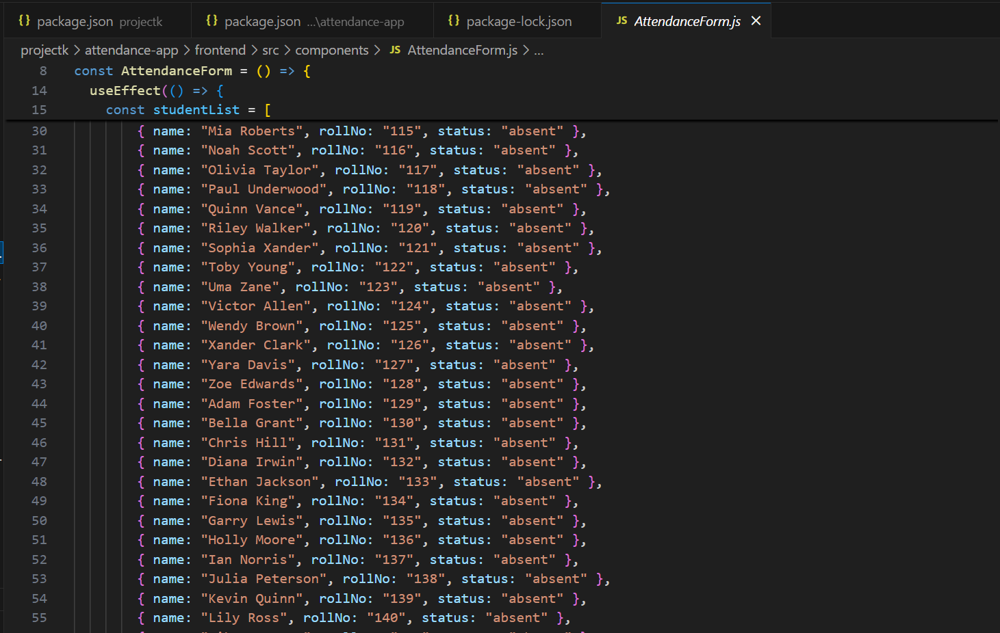 {} package.json projectk {} package.json ...\attendance-app {} package-lock.json JS AttendanceForm.js ×
projectk > attendance-app > frontend > src > components > JS AttendanceForm.js > ...
8 const AttendanceForm = () => {
14 useEffect(() => {
15 const studentList = [
30 { name: "Mia Roberts", rollNo: "115", status: "absent" },
31 { name: "Noah Scott", rollNo: "116", status: "absent" },
32 { name: "Olivia Taylor", rollNo: "117", status: "absent" },
33 { name: "Paul Underwood", rollNo: "118", status: "absent" },
34 { name: "Quinn Vance", rollNo: "119", status: "absent" },
35 { name: "Riley Walker", rollNo: "120", status: "absent" },
36 { name: "Sophia Xander", rollNo: "121", status: "absent" },
37 { name: "Toby Young", rollNo: "122", status: "absent" },
38 { name: "Uma Zane", rollNo: "123", status: "absent" },
39 { name: "Victor Allen", rollNo: "124", status: "absent" },
40 { name: "Wendy Brown", rollNo: "125", status: "absent" },
41 { name: "Xander Clark", rollNo: "126", status: "absent" },
42 { name: "Yara Davis", rollNo: "127", status: "absent" },
43 { name: "Zoe Edwards", rollNo: "128", status: "absent" },
44 { name: "Adam Foster", rollNo: "129", status: "absent" },
45 { name: "Bella Grant", rollNo: "130", status: "absent" },
46 { name: "Chris Hill", rollNo: "131", status: "absent" },
47 { name: "Diana Irwin", rollNo: "132", status: "absent" },
48 { name: "Ethan Jackson", rollNo: "133", status: "absent" },
49 { name: "Fiona King", rollNo: "134", status: "absent" },
50 { name: "Garry Lewis", rollNo: "135", status: "absent" },
51 { name: "Holly Moore", rollNo: "136", status: "absent" },
52 { name: "Ian Norris", rollNo: "137", status: "absent" },
53 { name: "Julia Peterson", rollNo: "138", status: "absent" },
54 { name: "Kevin Quinn", rollNo: "139", status: "absent" },
55 { name: "Lily Ross", rollNo: "140", status: "absent" },